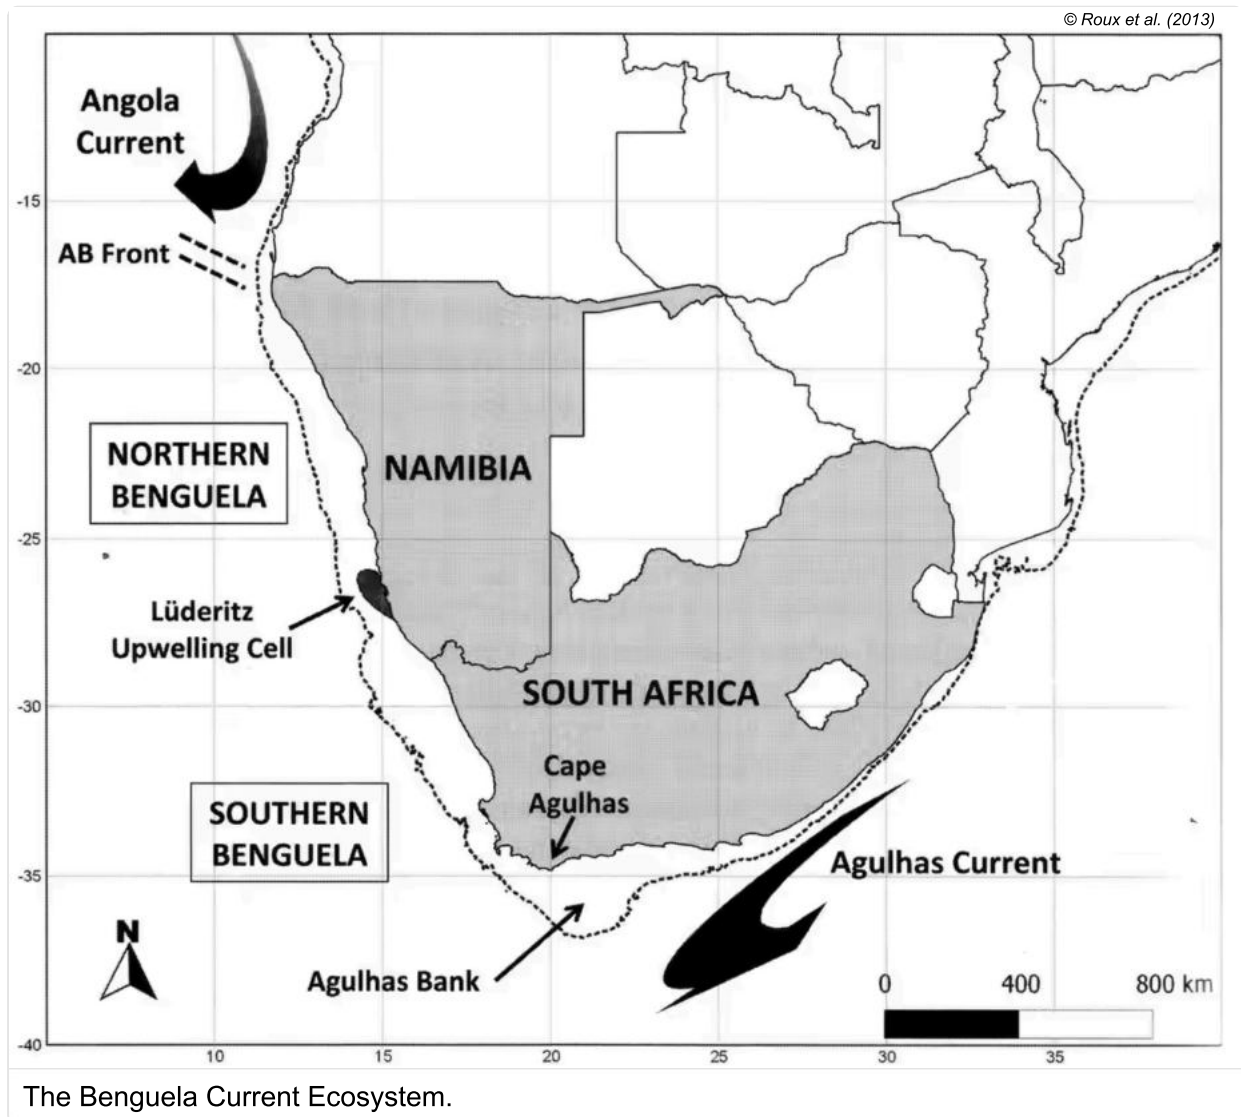 © Roux et al. (2013)
Angola
Current
-15
AB Front
-20
NORTHERN
BENGUELA
NAMIBIA
-25
Lüderitz
Upwelling Cell
SOUTH AFRICA
-30
Cape
Agulhas
SOUTHERN
BENGUELA
Agulhas Current
-35
N
Agulhas Bank
0 400 800 km
-40
10 15 20 25 30 35
The Benguela Current Ecosystem.